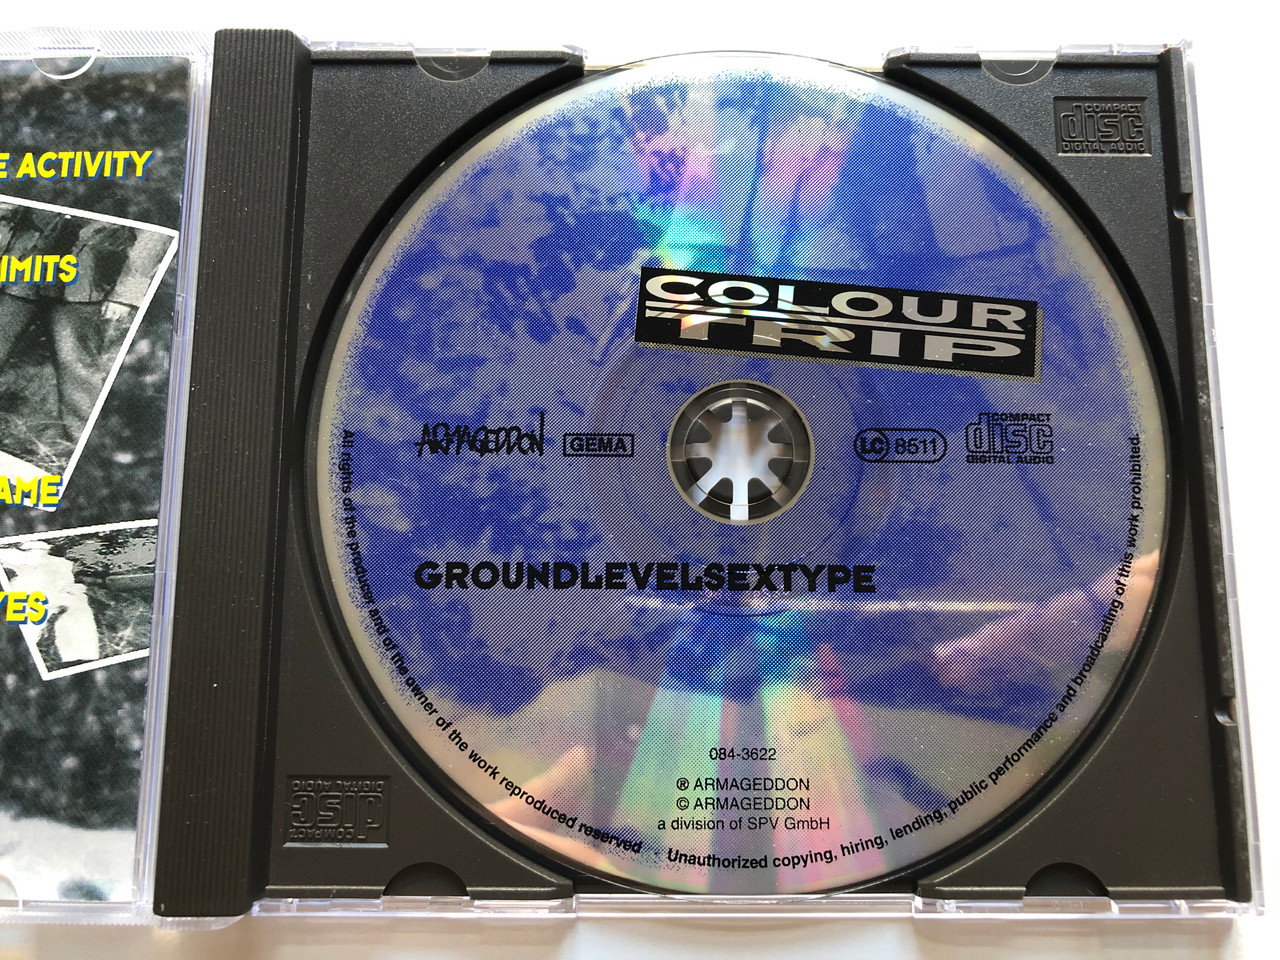 E ACTIVITY
IMITS
AME
YES
COMPACT
disc
DIGITAL AUDIO
COLOUR
TRIP
ARMAGEDDON
GEMA
LC 8511
COMPACT
disc
DIGITAL AUDIO
GROUNDLEVELSEXTYPE
084-3622
℗ ARMAGEDDON
© ARMAGEDDON
a division of SPV GmbH
All rights of the producer and of the owner of the work reproduced reserved
Unauthorized copying, hiring, lending, public performance and broadcasting of this work prohibited.
COMPACT
disc
DIGITAL AUDIO